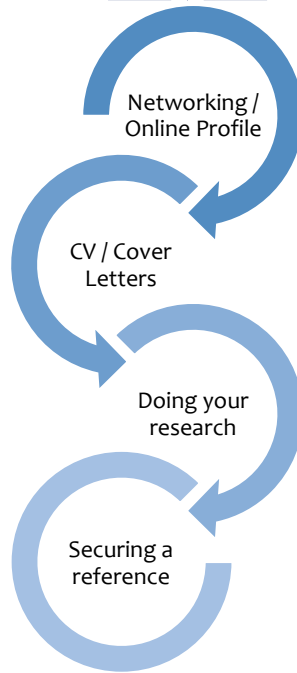 Networking /
Online Profile
CV / Cover
Letters
Doing your
research
Securing a
reference